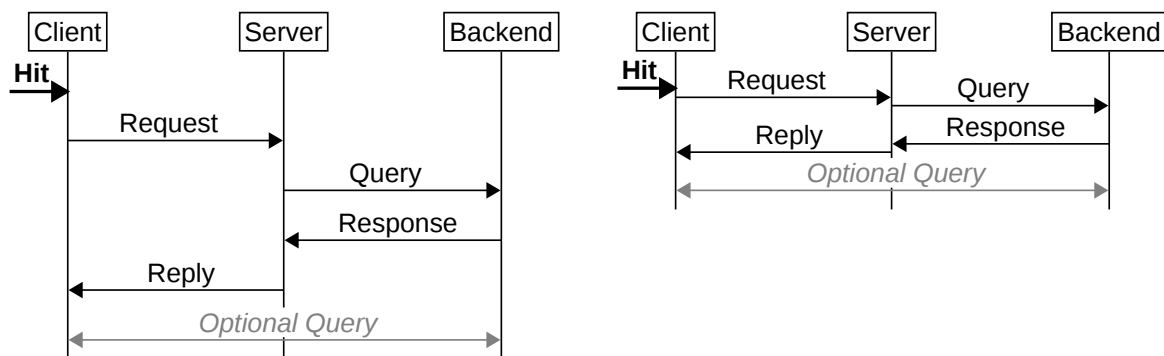 Client Server Backend
Hit
Request
Query
Response
Reply
Optional Query
Client Server Backend
Hit
Request
Query
Response
Reply
Optional Query